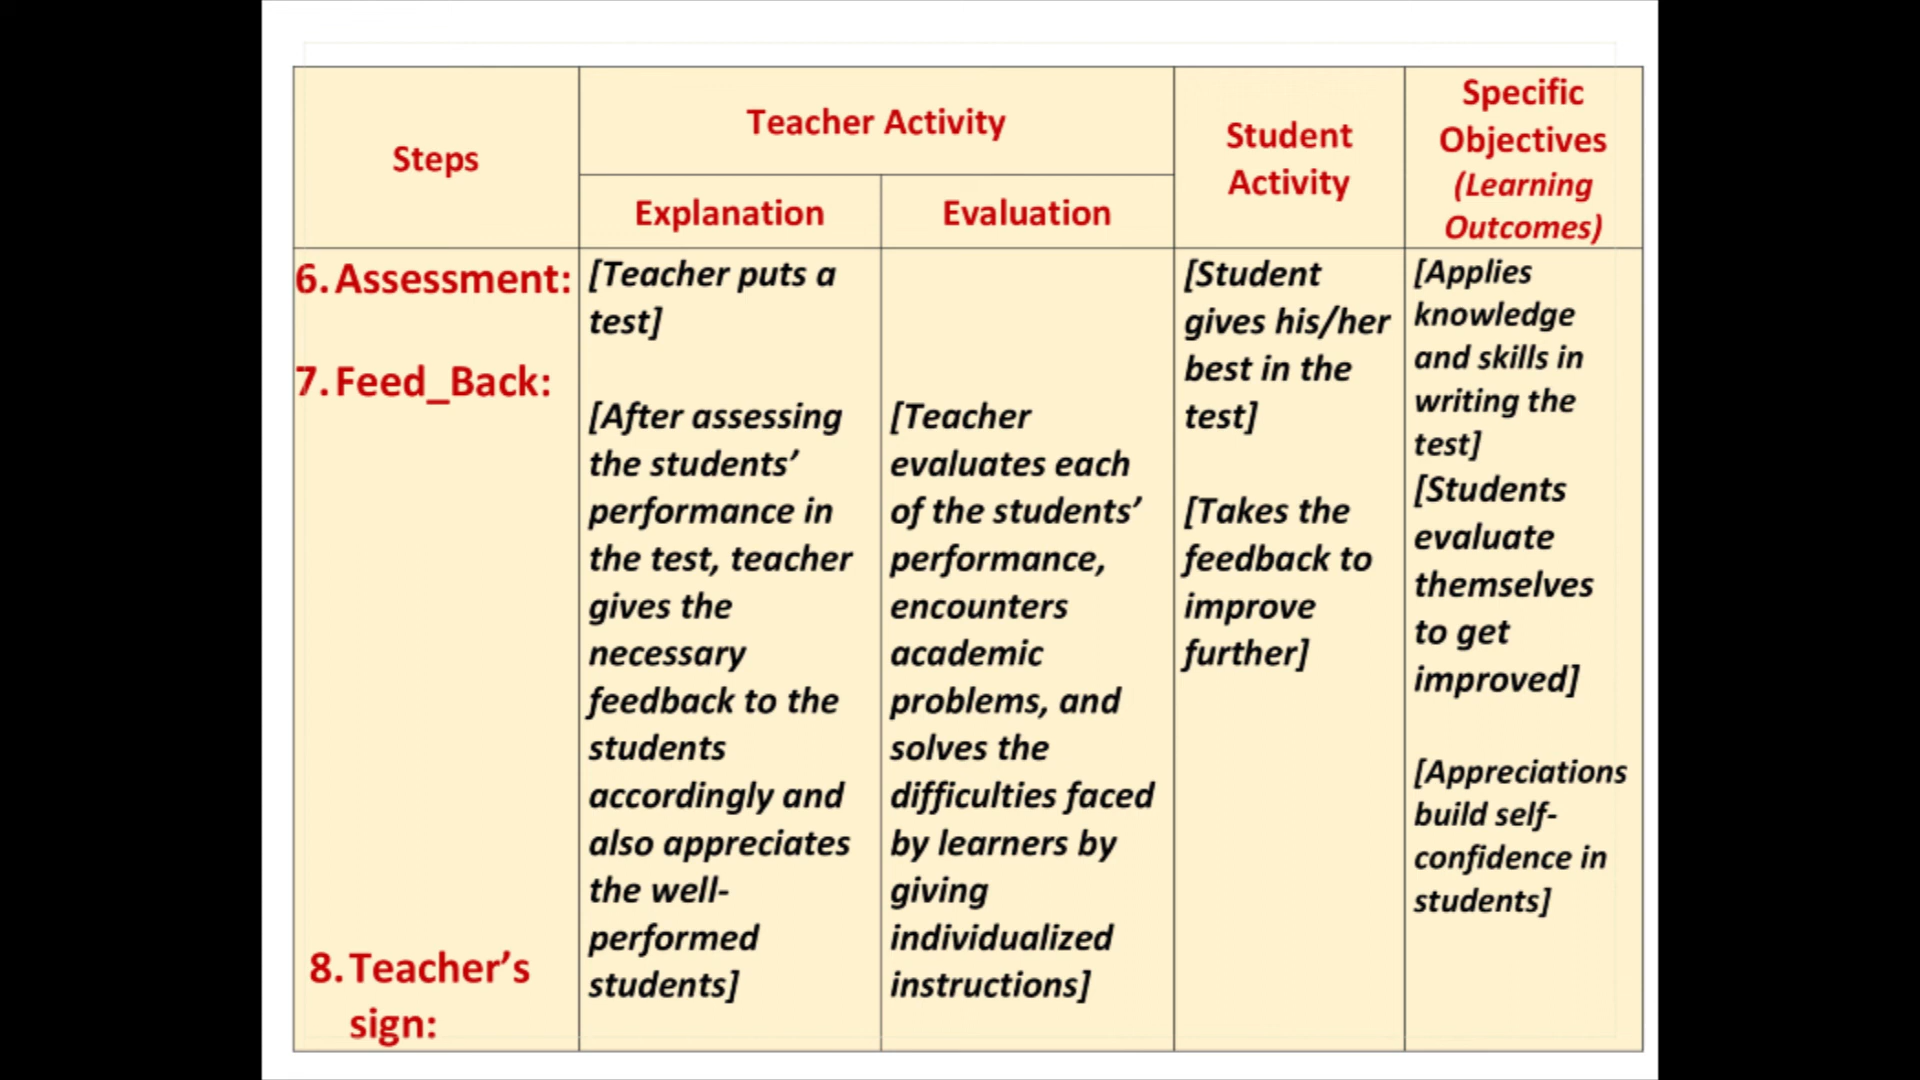 Steps
Teacher Activity
Explanation
Evaluation
Student
Activity
Specific
Objectives
(Learning
Outcomes)
6. Assessment:
7. Feed_Back:
8. Teacher’s
sign:
[Teacher puts a
test]
[After assessing
the students’
performance in
the test, teacher
gives the
necessary
feedback to the
students
accordingly and
also appreciates
the well-
performed
students]
[Teacher
evaluates each
of the students’
performance,
encounters
academic
problems, and
solves the
difficulties faced
by learners by
giving
individualized
instructions]
[Student
gives his/her
best in the
test]
[Takes the
feedback to
improve
further]
[Applies
knowledge
and skills in
writing the
test]
[Students
evaluate
themselves
to get
improved]
[Appreciations
build self-
confidence in
students]